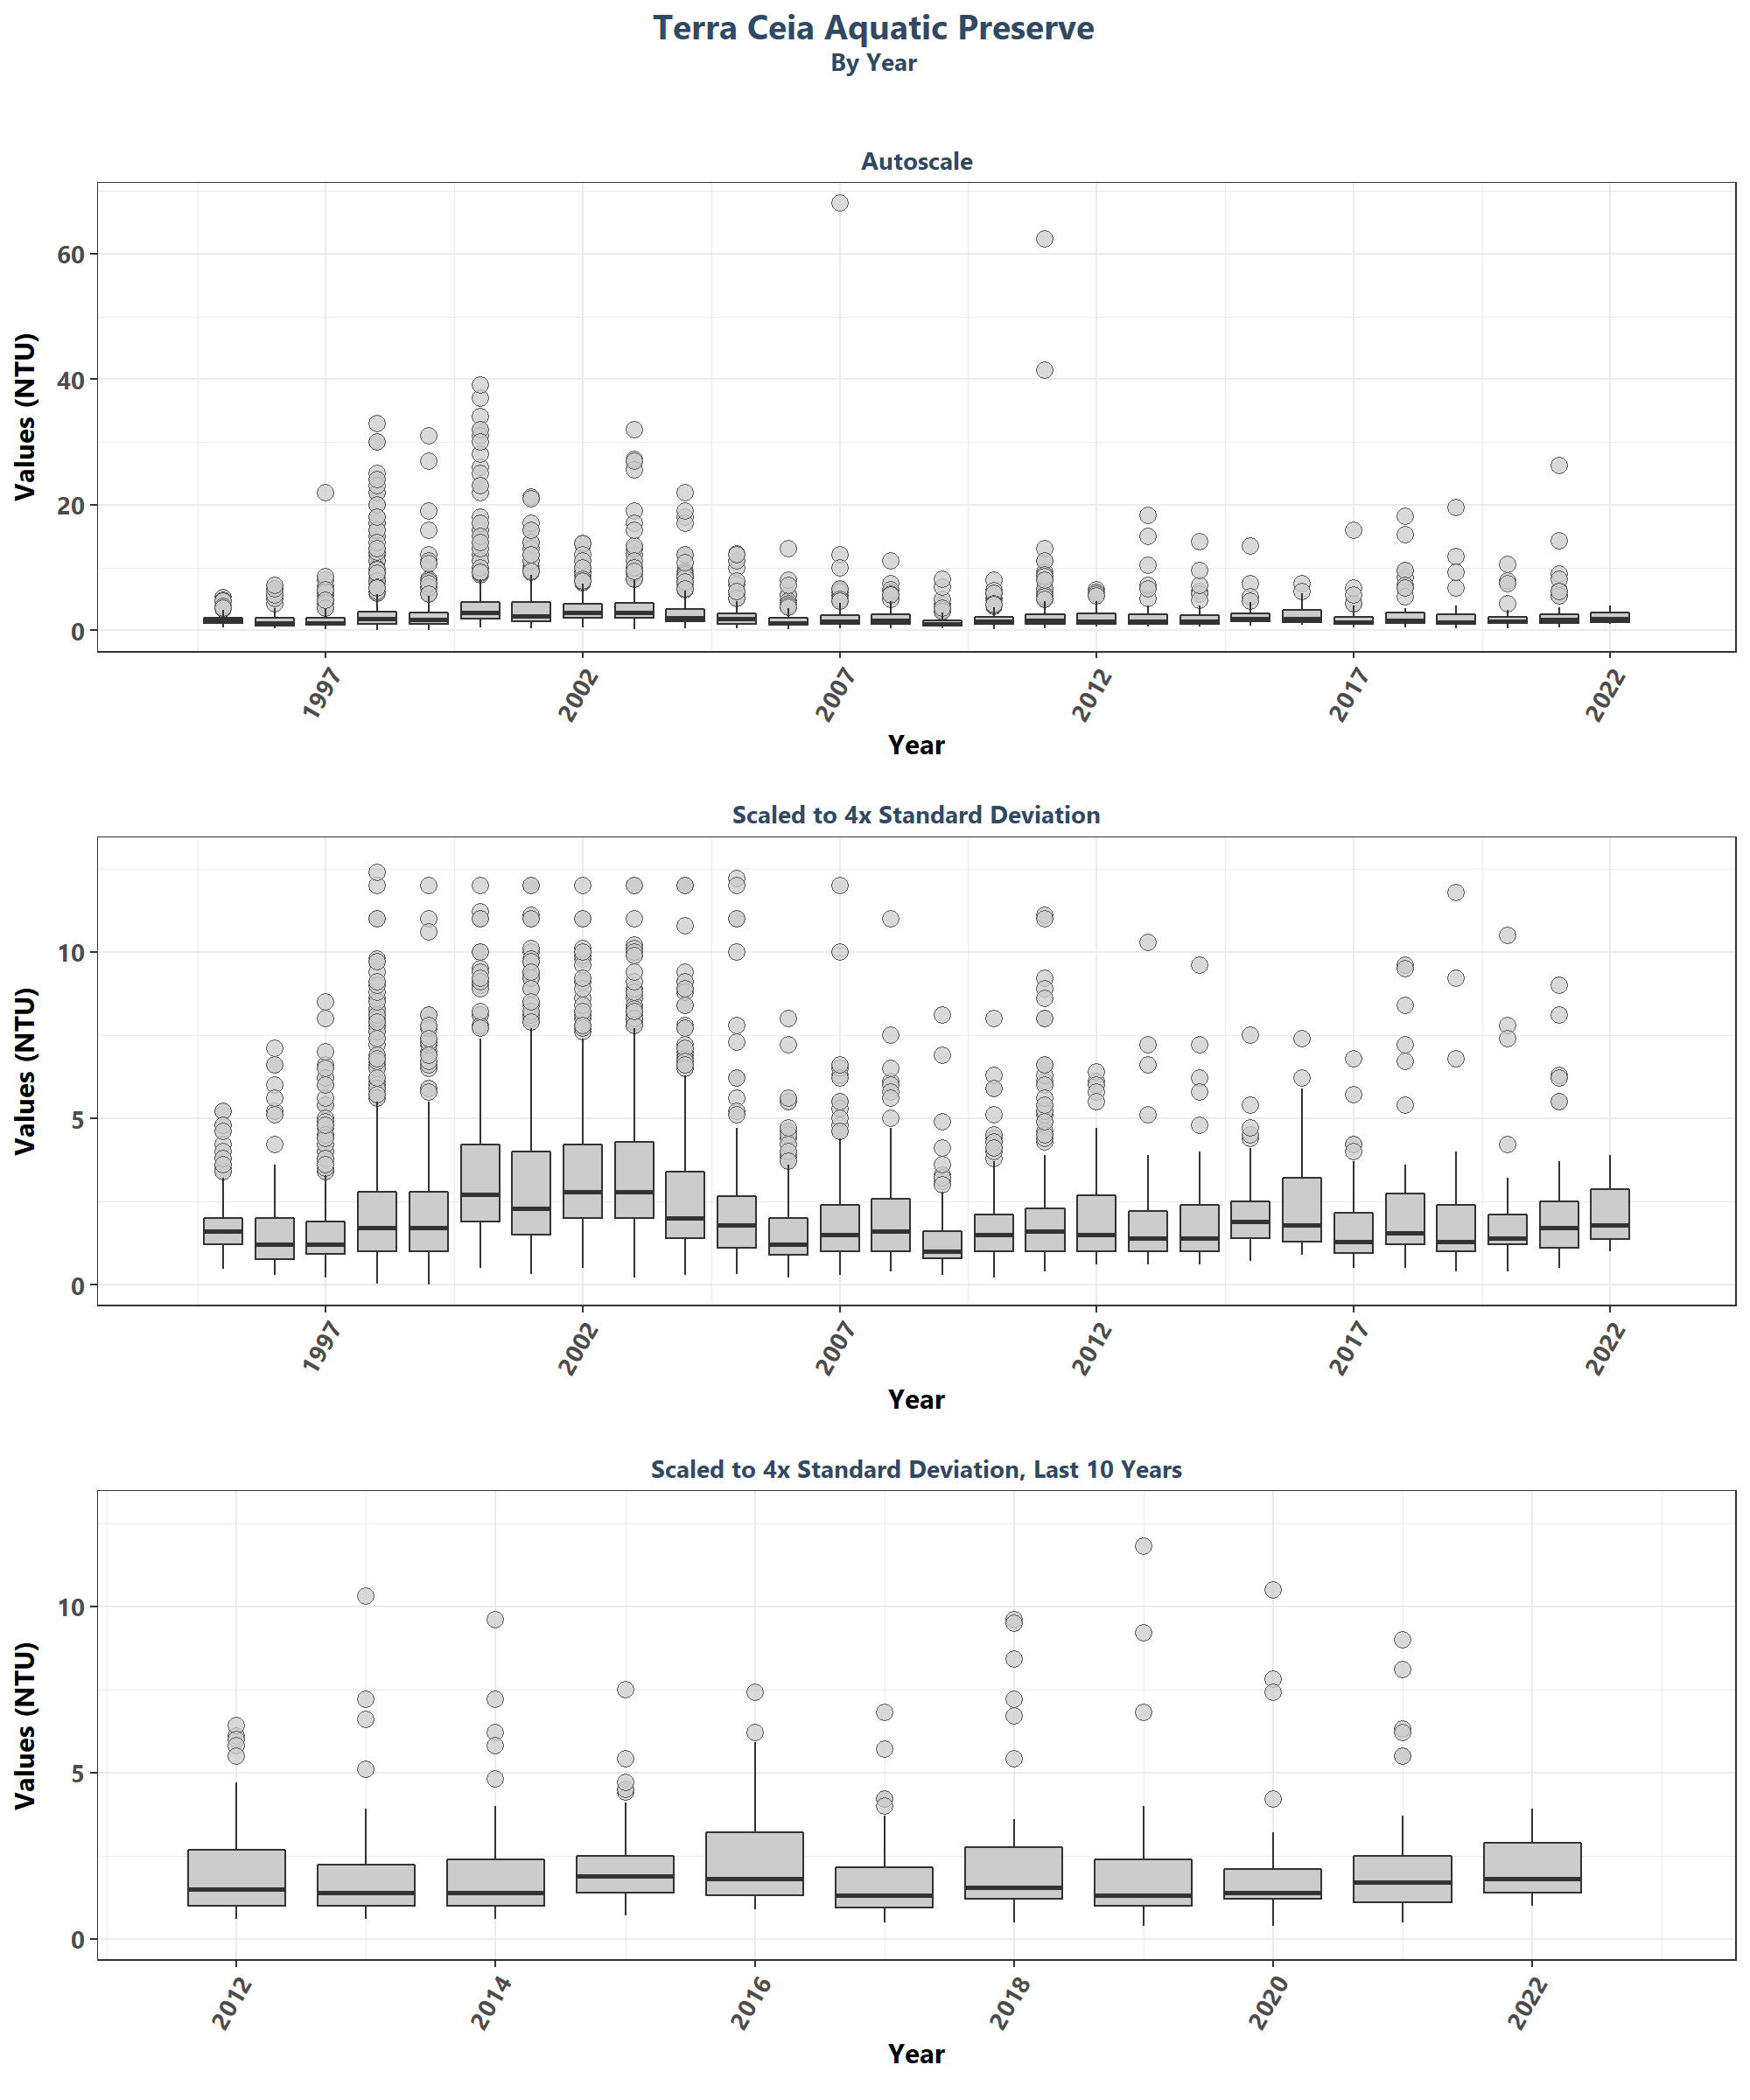 Terra Ceia Aquatic Preserve
By Year
Autoscale
Values (NTU)
60
40
20
0
1997
2002
2007
2012
2017
2022
Year
Scaled to 4x Standard Deviation
Values (NTU)
10
5
0
1997
2002
2007
2012
2017
2022
Year
Scaled to 4x Standard Deviation, Last 10 Years
Values (NTU)
10
5
0
2012
2014
2016
2018
2020
2022
Year